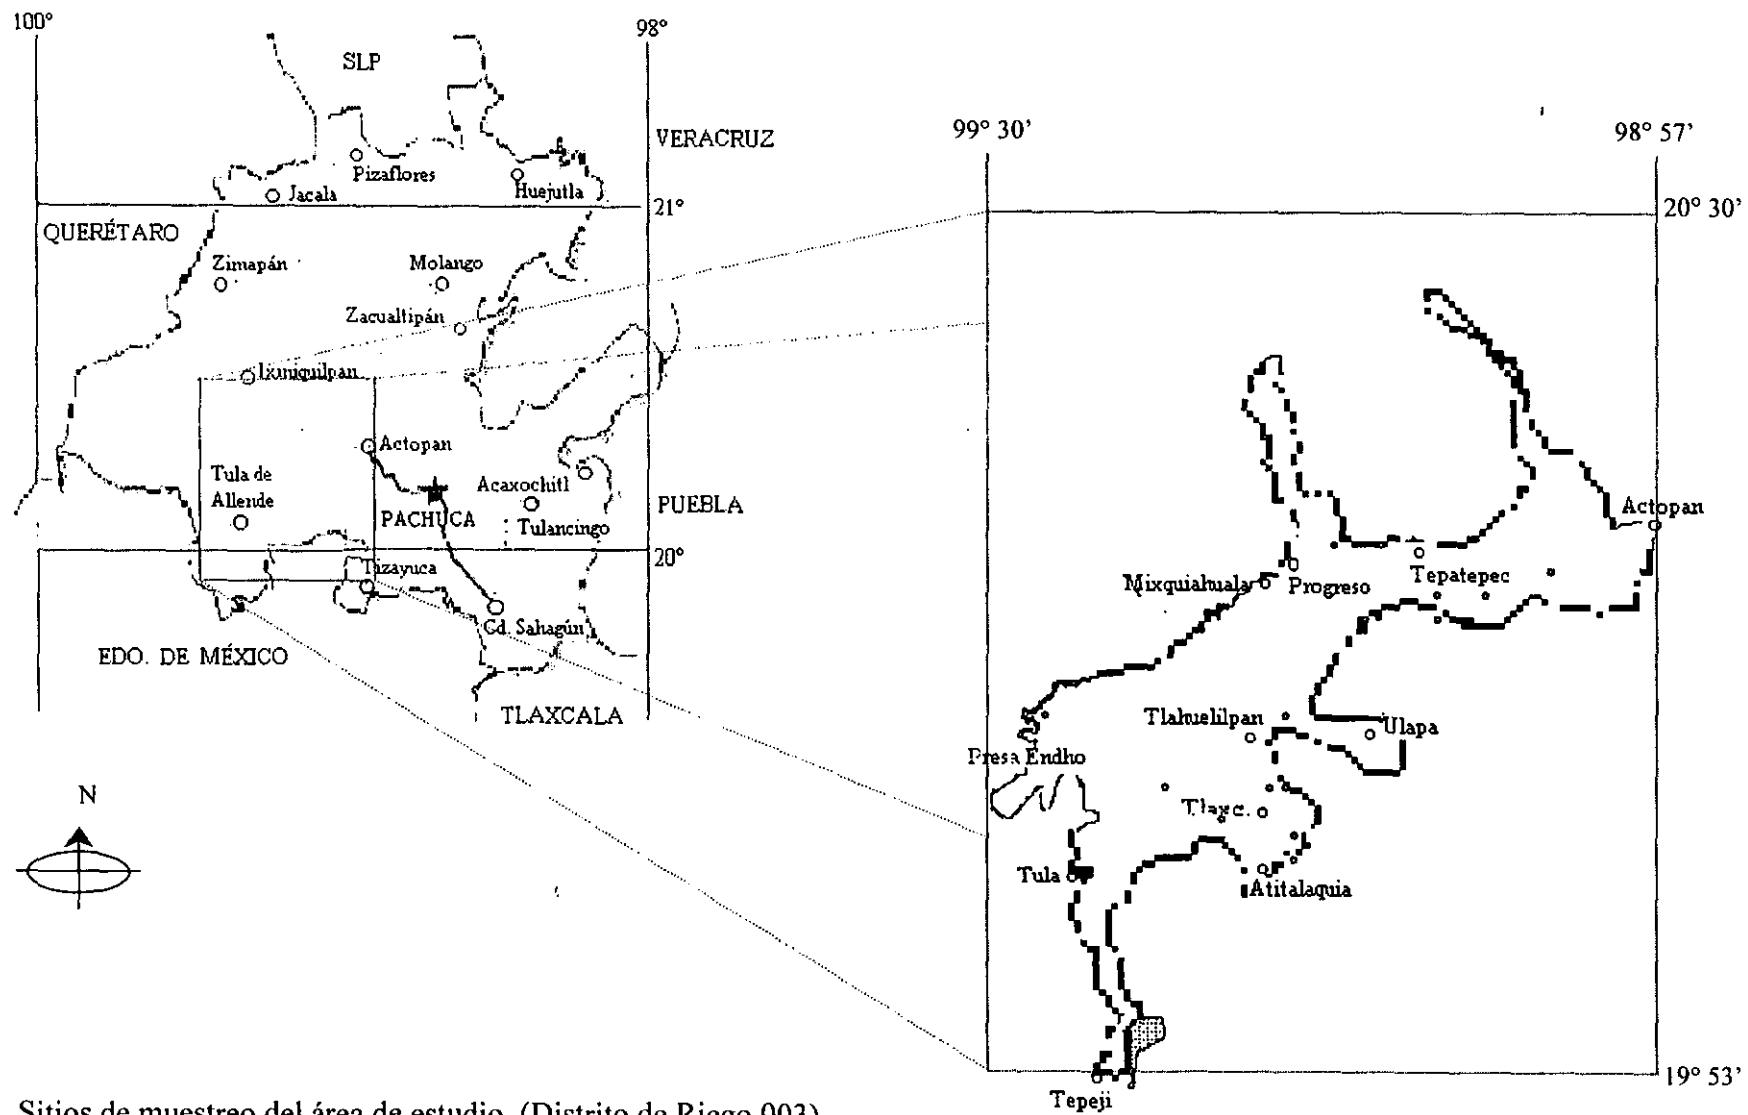 100°
98°
SLP
VERACRUZ
Pizaflores
Jacala
Huejutla
21°
QUERÉTARO
Zimapán
Molango
Zacualtipán
Ixmiquilpan
Actopan
Tula de
Allende
Acaxochitl
PACHUCA
Tulancingo
PUEBLA
20°
Tizayuca
Cd. Sahagún
EDO. DE MÉXICO
TLAXCALA
N
99° 30’
98° 57’
20° 30’
Actopan
Tepatepec
Mixquiahuala
Progreso
Tlahuelilpan
Ulapa
Presa Endho
Tlaxc.
Tula
Atitalaquia
19° 53’
Tepeji
Sitios de muestreo del área de estudio. (Distrito de Riego 003)